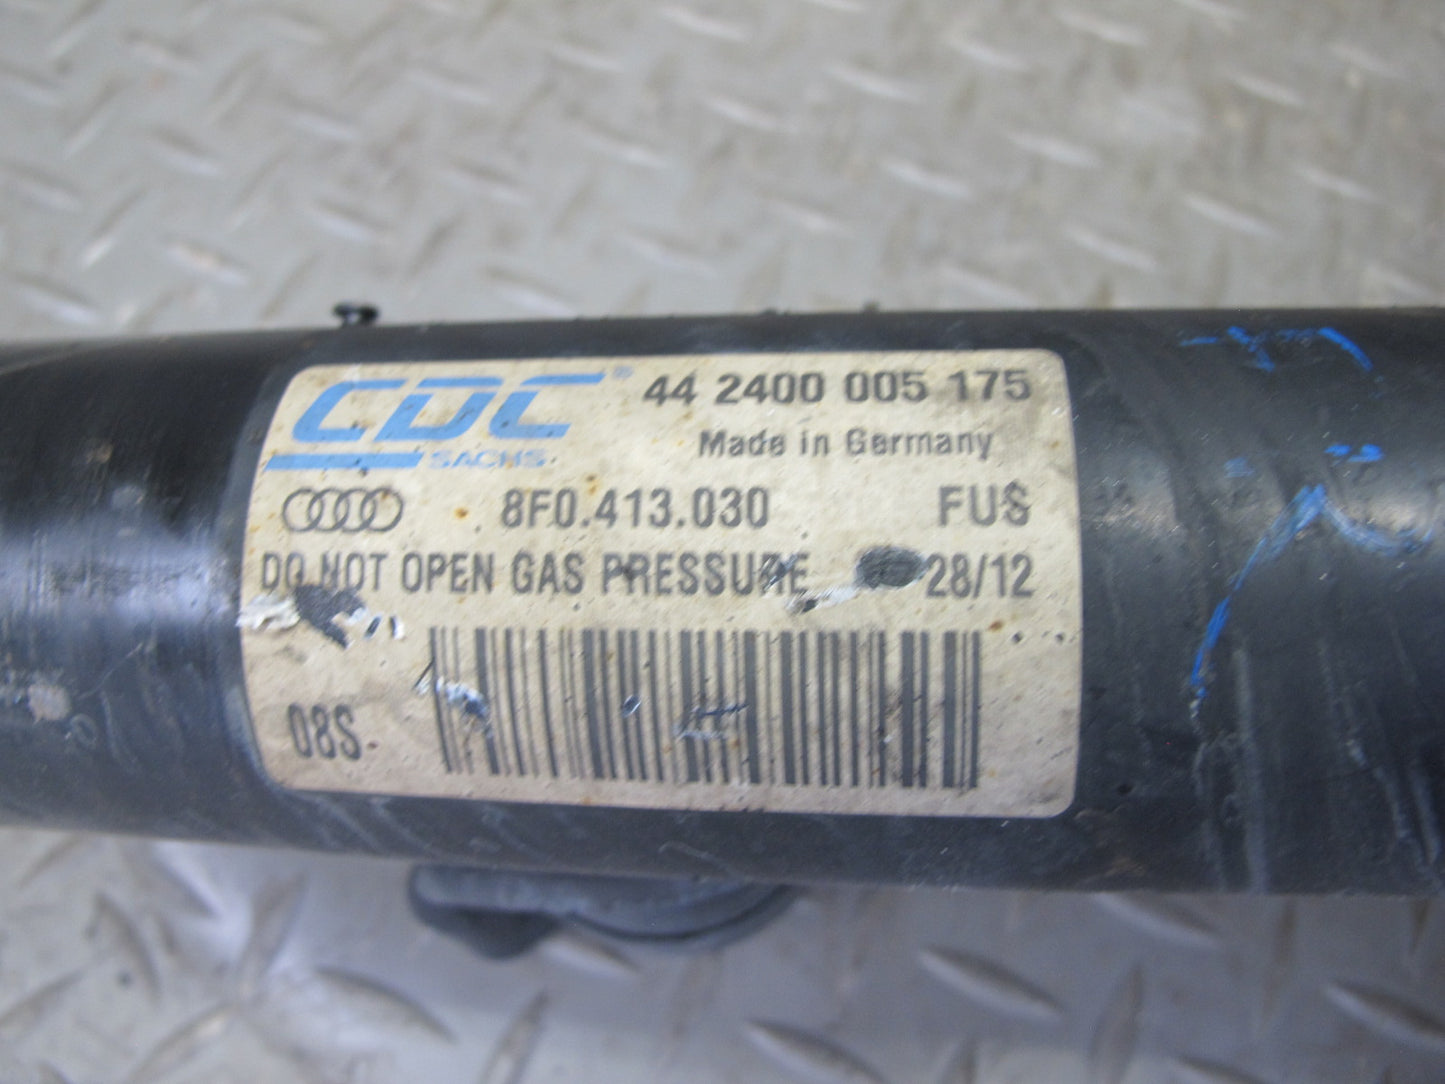 CDC® 44 2400 005 175
SACHS Made in Germany
8F0.413.030 FUS
DO NOT OPEN GAS PRESSURE 28/12
08S